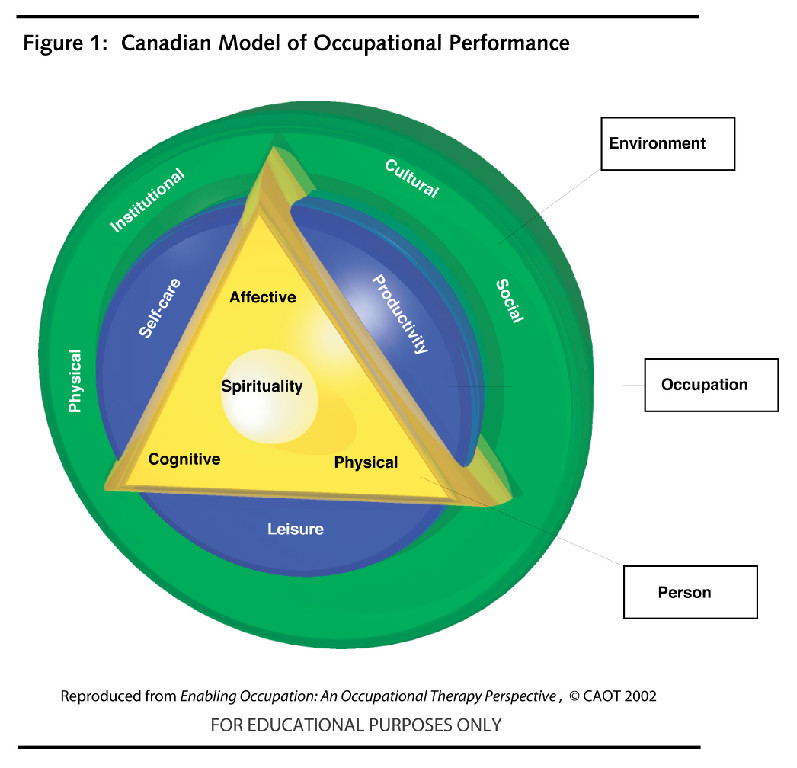 Figure 1: Canadian Model of Occupational Performance
Environment
Institutional
Cultural
Self-care
Productivity
Social
Affective
Physical
Spirituality
Occupation
Cognitive
Physical
Leisure
Person
Reproduced from Enabling Occupation: An Occupational Therapy Perspective, © CAOT 2002
FOR EDUCATIONAL PURPOSES ONLY